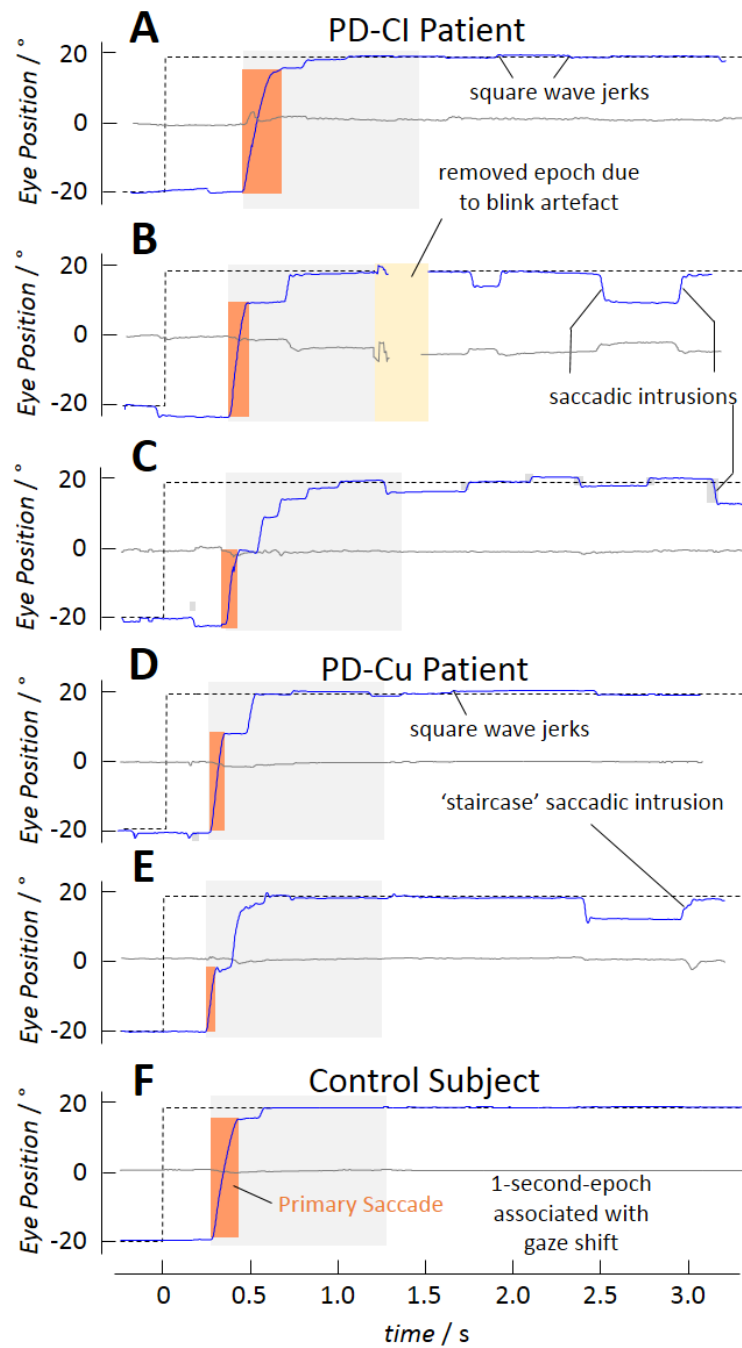 A PD-CI Patient
Eye Position / °
20
0
-20
square wave jerks
removed epoch due
to blink artefact
B
Eye Position / °
20
0
-20
saccadic intrusions
C
Eye Position / °
20
0
-20
D PD-Cu Patient
Eye Position / °
20
0
-20
square wave jerks
‘staircase’ saccadic intrusion
E
Eye Position / °
20
0
-20
F Control Subject
Eye Position / °
20
0
-20
Primary Saccade
1-second-epoch
associated with
gaze shift
0 0.5 1.0 1.5 2.0 2.5 3.0
time / s